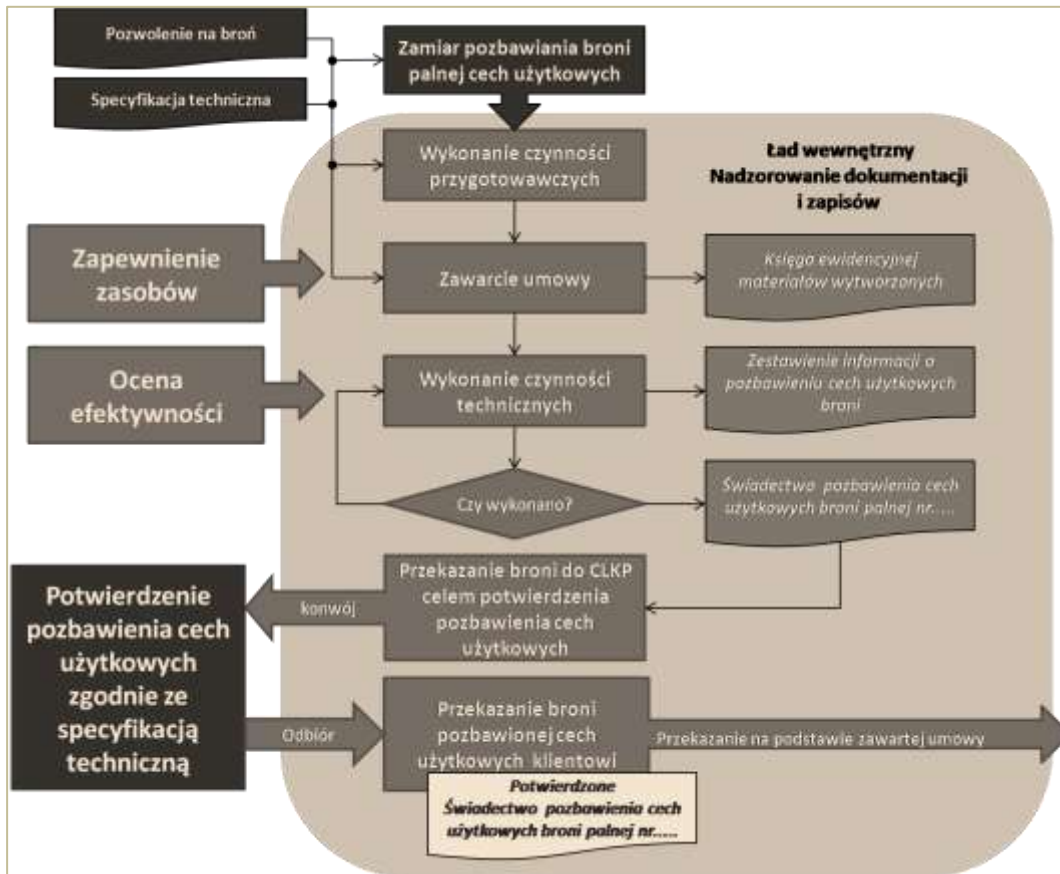 Pozwolenie na broń
Zamiar pozbawiania broni
palnej cech użytkowych
Specyfikacja techniczna
Wykonanie czynności
przygotowawczych
Ład wewnętrzny
Nadzorowanie dokumentacji
i zapisów
Zapewnienie
zasobów
Zawarcie umowy
Księga ewidencyjnej
materiałów wytworzonych
Ocena
efektywności
Wykonanie czynności
technicznych
Zestawienie informacji o
pozbawieniu cech użytkowych
broni
Czy wykonano?
Świadectwo pozbawienia cech
użytkowych broni palnej nr.....
Potwierdzenie
pozbawienia cech
użytkowych
zgodnie ze
specyfikacją
techniczną
konwój
Przekazanie broni do CLKP
celem potwierdzenia
pozbawienia cech
użytkowych
Odbiór
Przekazanie broni
pozbawionej cech
użytkowych klientowi
Przekazanie na podstawie zawartej umowy
Potwierdzone
Świadectwo pozbawienia cech
użytkowych broni palnej nr.....